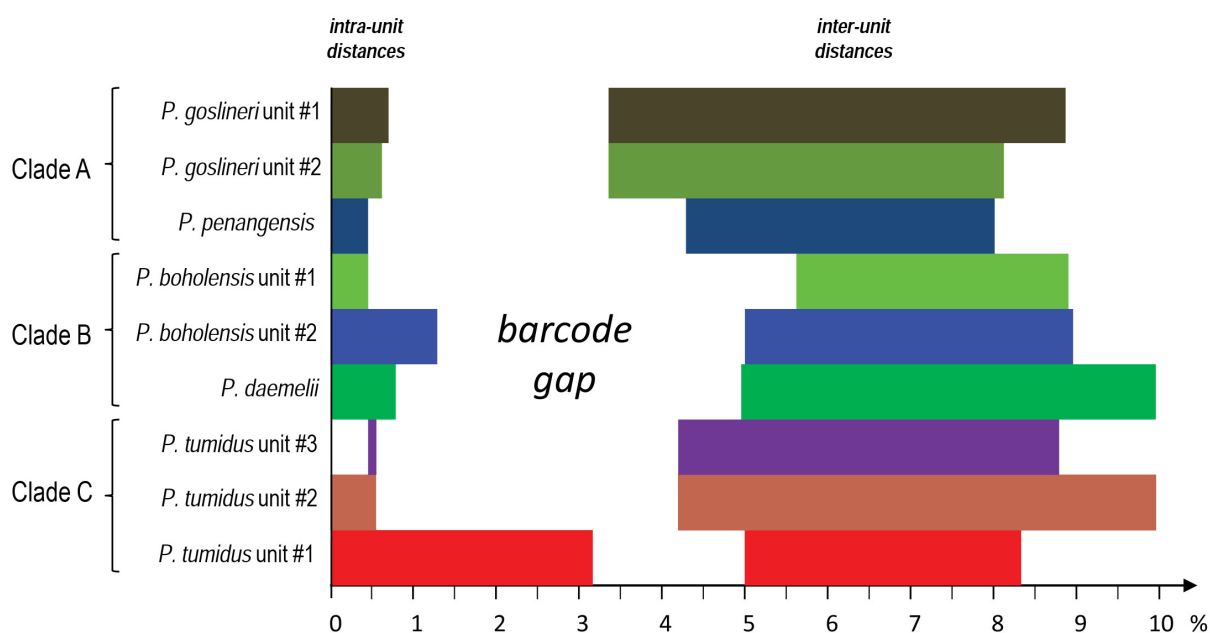 intra-unit
distances
inter-unit
distances
Clade A
P. goslineri unit #1
P. goslineri unit #2
P. penangensis
Clade B
P. boholensis unit #1
P. boholensis unit #2
P. daemelii
barcode
gap
Clade C
P. tumidus unit #3
P. tumidus unit #2
P. tumidus unit #1
0 1 2 3 4 5 6 7 8 9 10 %